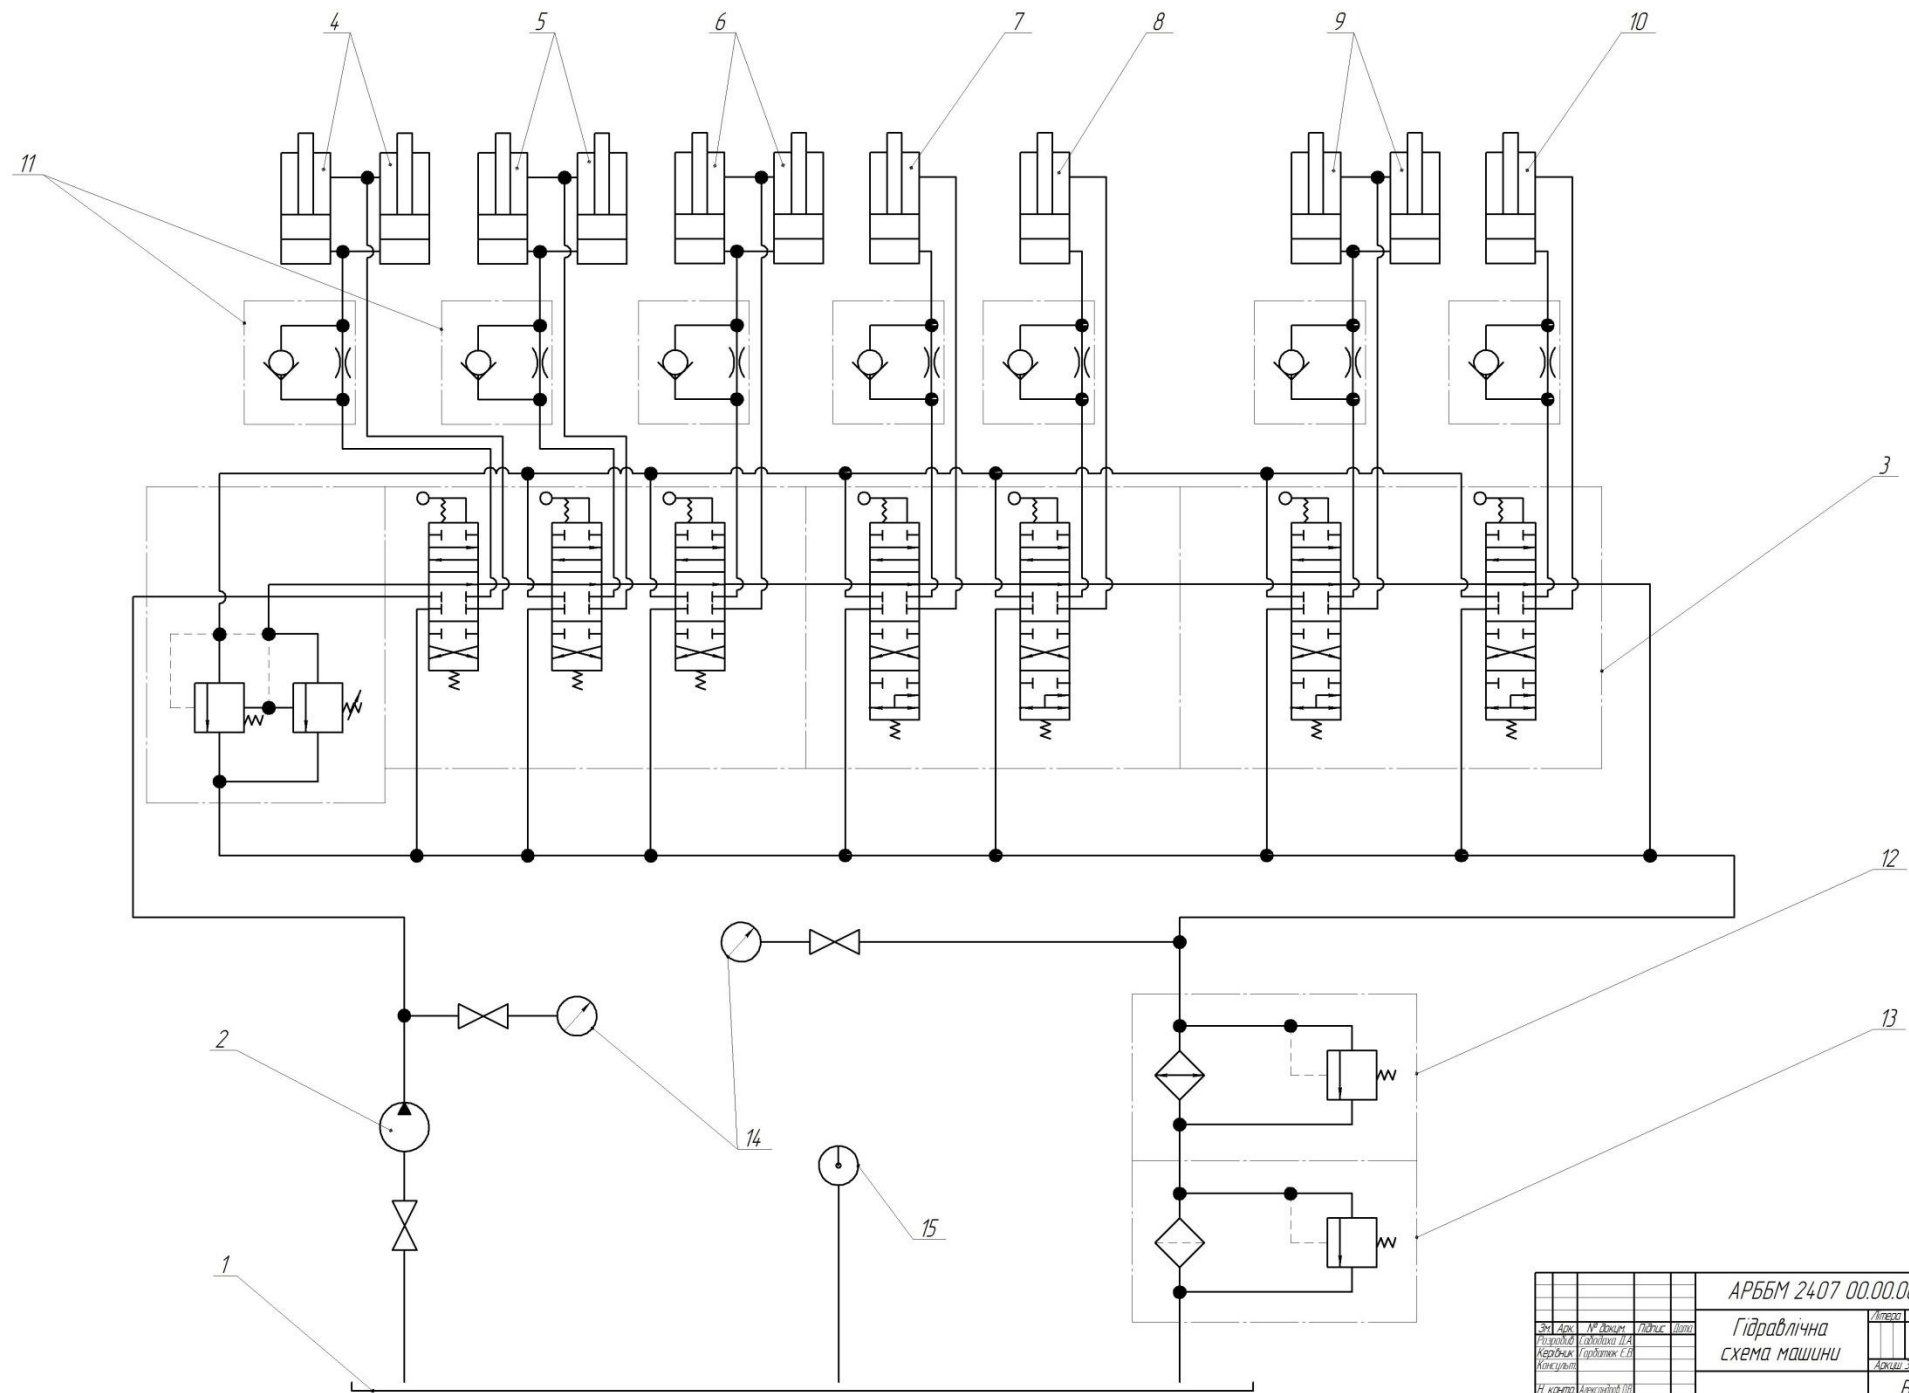 4 5 6 7 8 9 10
11
3
12
13
2
14
15
1
АРББМ 2407 00.00.00
Гідравлічна
схема машини
Літера
Зм Арк. № докум. Підпис Дата
Розробив
Керівник Горбатюк Є.В.
Консульт.
Аркуш
Н. контр.